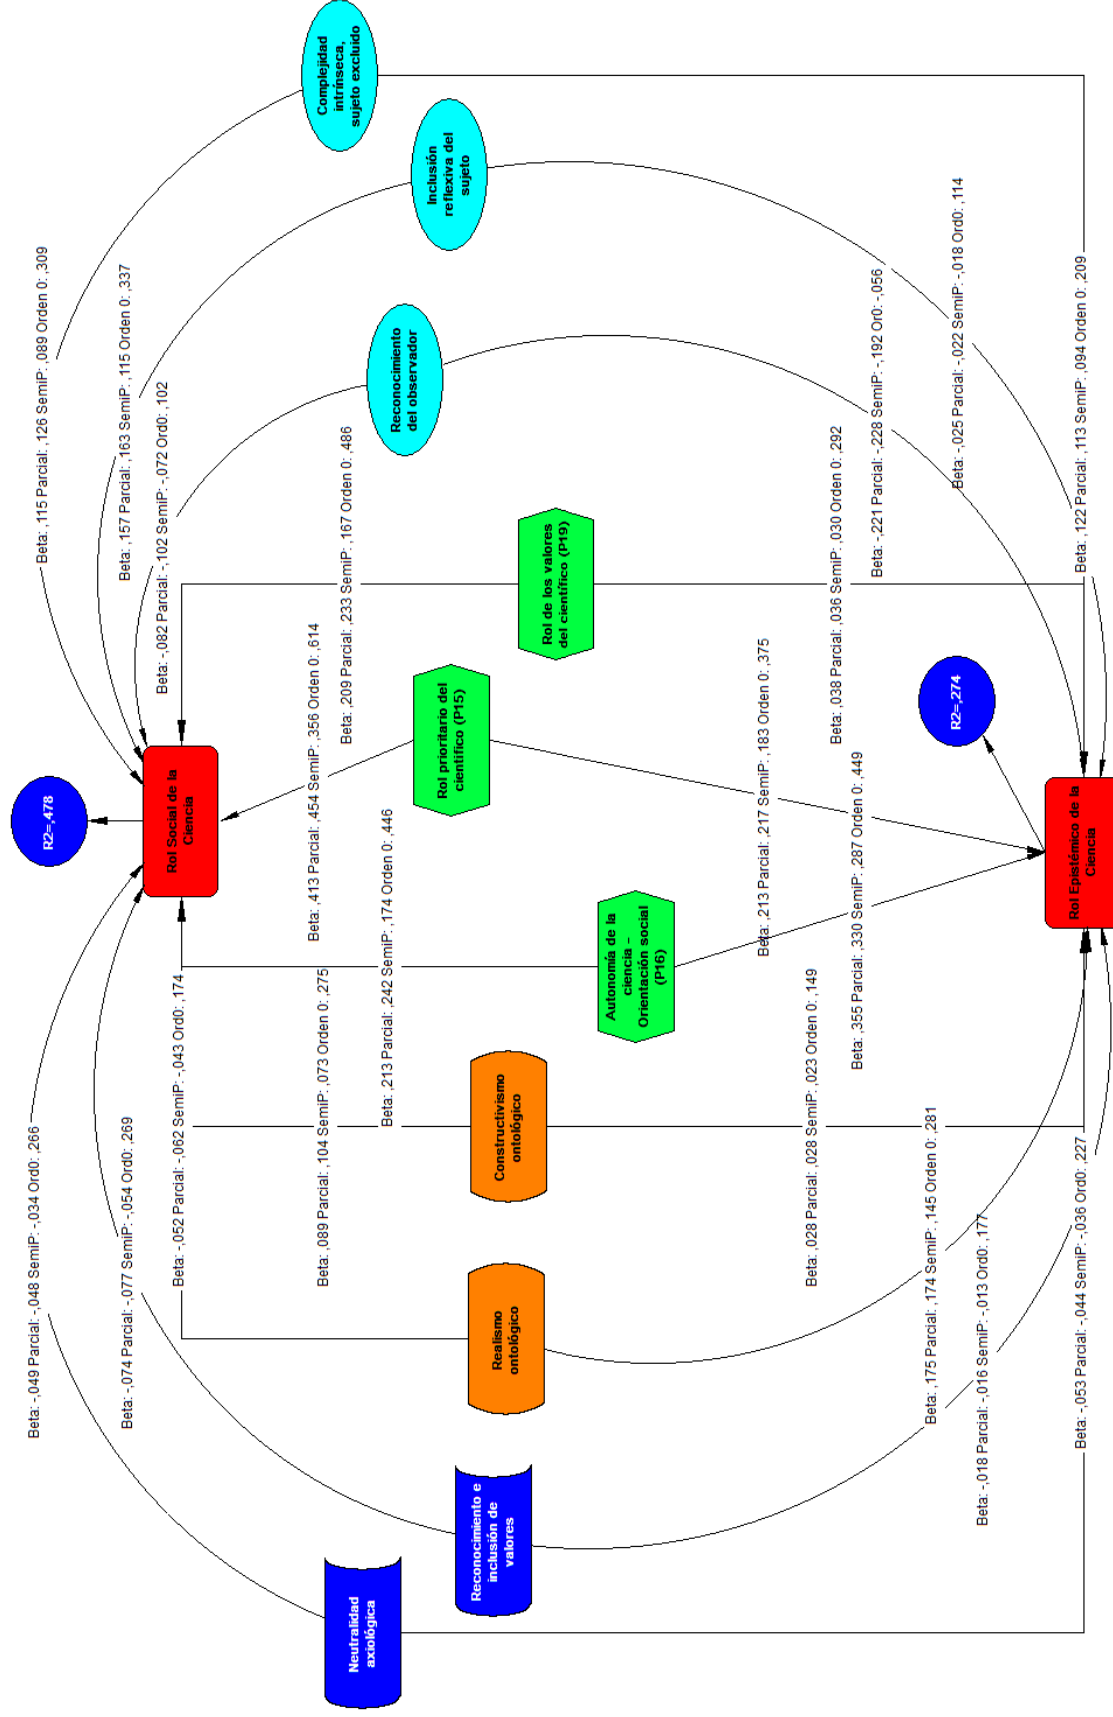 Beta: -,049 Parcial: -,048 SemiP: -,034 Ord0: ,266
Beta: ,115 Parcial: ,126 SemiP: ,089 Orden 0: ,309
R2=,478
Beta: -,074 Parcial: -,077 SemiP: -,054 Ord0: ,269
Beta: ,157 Parcial: ,163 SemiP: ,115 Orden 0: ,337
Beta: -,082 Parcial: -,102 SemiP: -,072 Ord0: ,102
Rol Social de la
Ciencia
Beta: -,052 Parcial: -,062 SemiP: -,043 Ord0: ,174
Beta: ,089 Parcial: ,104 SemiP: ,073 Orden 0: ,275
Beta: ,413 Parcial: ,454 SemiP: ,356 Orden 0: ,614
Beta: ,209 Parcial: ,233 SemiP: ,167 Orden 0: ,486
Beta: ,213 Parcial: ,242 SemiP: ,174 Orden 0: ,446
Neutralidad
axiológica
Complejidad
intrínseca,
sujeto excluido
Reconocimiento
del observador
Inclusión
reflexiva del
sujeto
Reconocimiento e
inclusión de
valores
Realismo
ontológico
Constructivismo
ontológico
Rol prioritario del
científico (P15)
Rol de los valores
del científico (P19)
Autonomía de la
ciencia –
Orientación social
(P16)
Beta: ,213 Parcial: ,217 SemiP: ,183 Orden 0: ,375
Beta: ,028 Parcial: ,028 SemiP: ,023 Orden 0: ,149
Beta: ,038 Parcial: ,036 SemiP: ,030 Orden 0: ,292
Beta: ,355 Parcial: ,330 SemiP: ,287 Orden 0: ,449
Beta: -,221 Parcial: -,228 SemiP: -,192 Or0: -,056
Beta: ,175 Parcial: ,174 SemiP: ,145 Orden 0: ,281
Beta: -,025 Parcial: -,022 SemiP: -,018 Ord0: ,114
R2=,274
Beta: -,018 Parcial: -,016 SemiP: -,013 Ord0: ,177
Beta: -,053 Parcial: -,044 SemiP: -,036 Ord0: ,227
Beta: ,122 Parcial: ,113 SemiP: ,094 Orden 0: ,209
Rol Epistémico de la
Ciencia